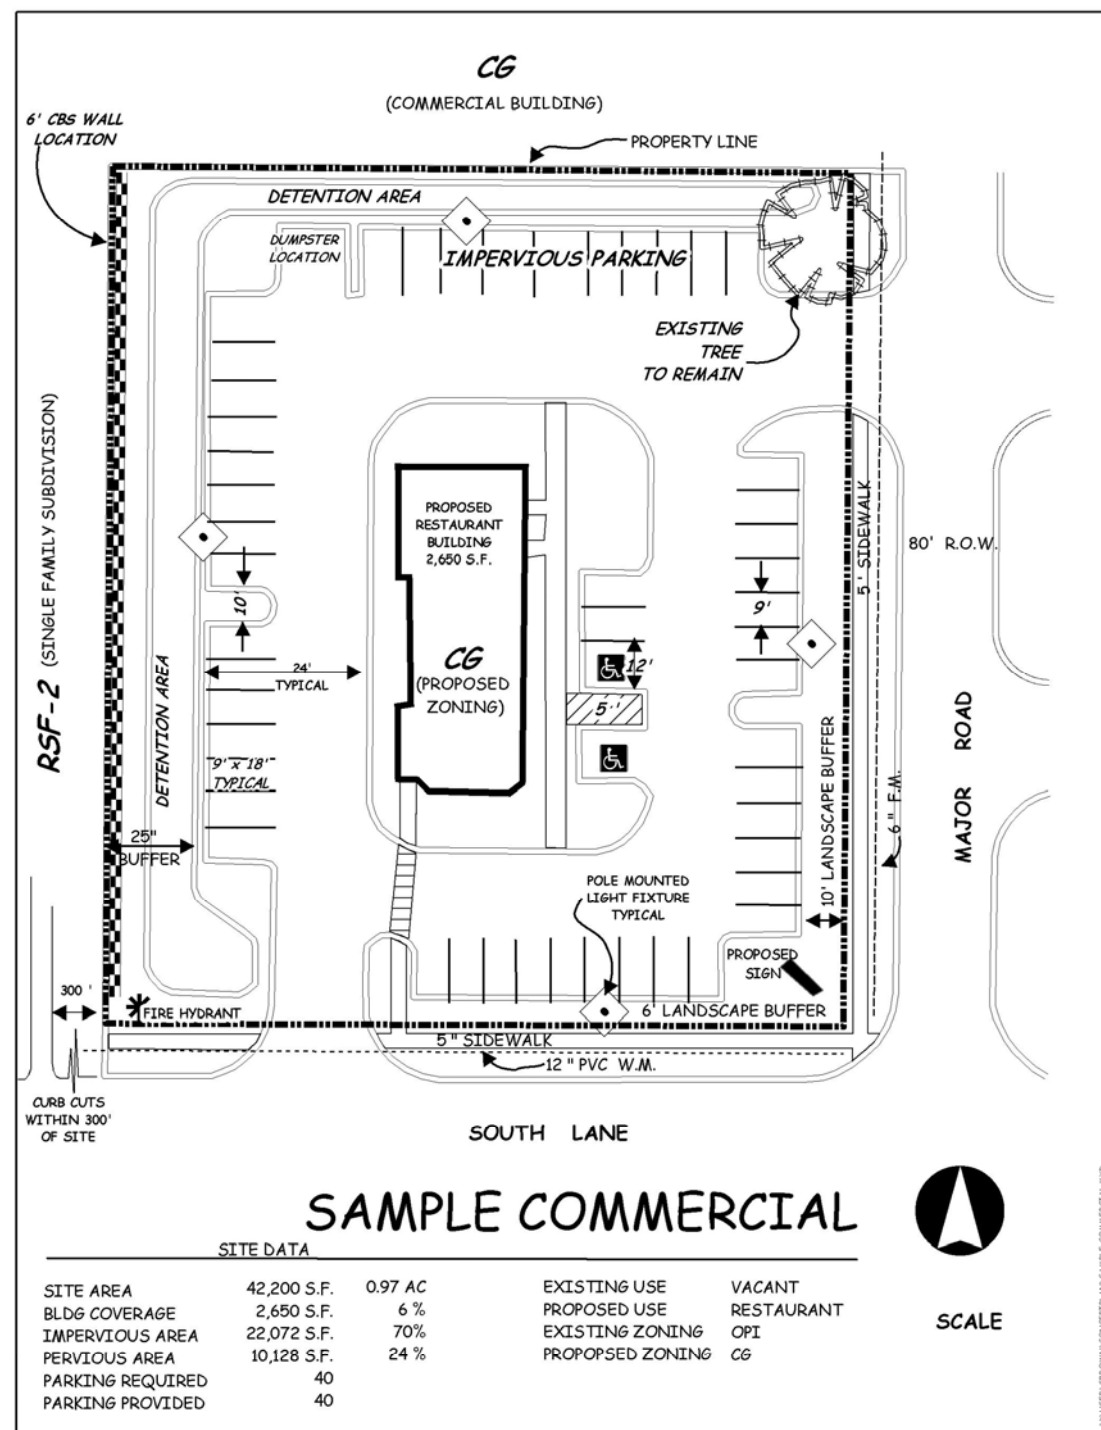 CG
(COMMERCIAL BUILDING)
6' CBS WALL
LOCATION
PROPERTY LINE
DETENTION AREA
DUMPSTER
LOCATION
IMPERVIOUS PARKING
EXISTING
TREE
TO REMAIN
RSF-2 (SINGLE FAMILY SUBDIVISION)
PROPOSED
RESTAURANT
BUILDING
2,650 S.F.
5' SIDEWALK
80' R.O.W.
10'
9'
24'
TYPICAL
CG
(PROPOSED
ZONING)
12'
5'
DETENTION AREA
9' x 18'
TYPICAL
MAJOR ROAD
10' LANDSCAPE BUFFER
6" F.M.
25"
BUFFER
POLE MOUNTED
LIGHT FIXTURE
TYPICAL
PROPOSED
SIGN
300 '
FIRE HYDRANT
6' LANDSCAPE BUFFER
5" SIDEWALK
12" PVC W.M.
CURB CUTS
WITHIN 300'
OF SITE
SOUTH LANE
SAMPLE COMMERCIAL
SITE DATA
SITE AREA 42,200 S.F. 0.97 AC EXISTING USE VACANT
BLDG COVERAGE 2,650 S.F. 6 % PROPOSED USE RESTAURANT
IMPERVIOUS AREA 22,072 S.F. 70% EXISTING ZONING OPI
PERVIOUS AREA 10,128 S.F. 24 % PROPOPSED ZONING CG
PARKING REQUIRED 40
PARKING PROVIDED 40
SCALE